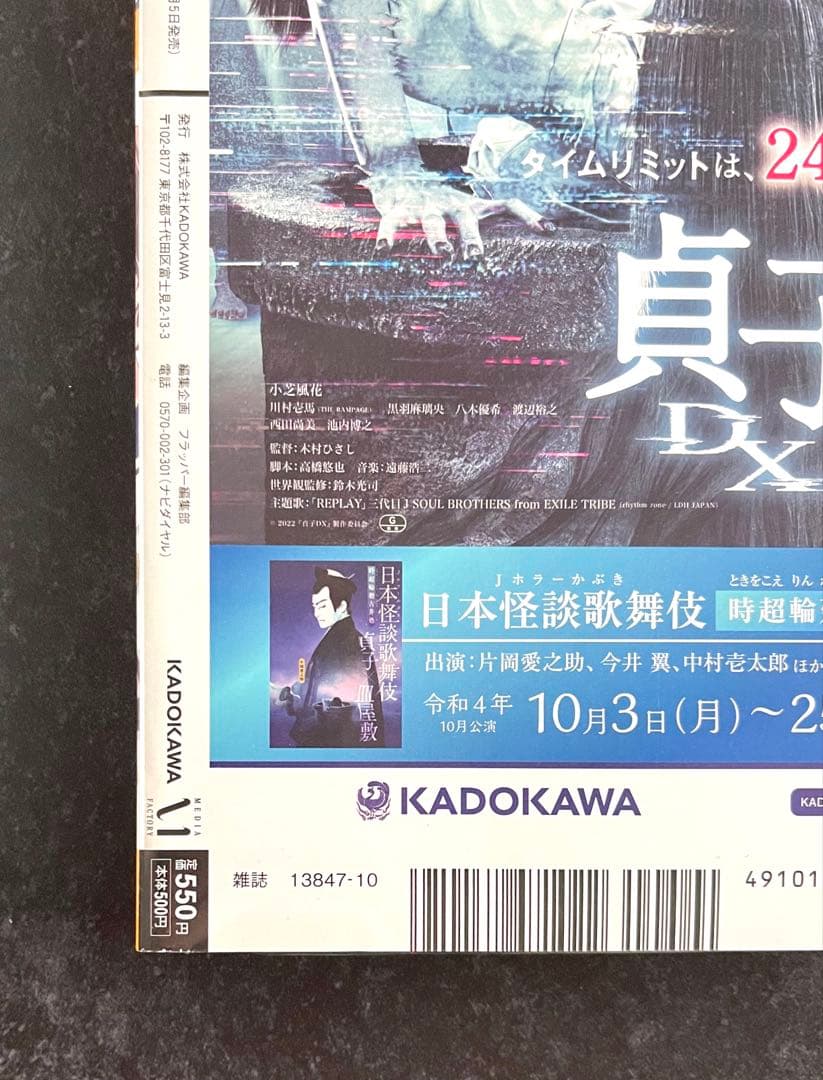 5日発売)
発行 株式会社KADOKAWA
〒102-8177 東京都千代田区富士見2-13-3
編集企画 フラッパー編集部
電話 0570-002-301(ナビダイヤル)
KADOKAWA
MEDIA
FACTORY
定価550円
本体500円
タイムリミットは、24
貞子
DX
小芝風花
川村壱馬(THE RAMPAGE) 黒羽麻璃央 八木優希 渡辺裕之
西田尚美 池内博之
監督:木村ひさし
脚本:高橋悠也 音楽:遠藤浩二
世界観監修:鈴木光司
主題歌:「REPLAY」三代目 J SOUL BROTHERS from EXILE TRIBE (rhythm zone / LDH JAPAN)
© 2022「貞子DX」製作委員会
G
日本怪談歌舞伎
貞子×皿屋敷
Jホラーかぶき
日本怪談歌舞伎
ときをこえ りん
時超輪
出演:片岡愛之助、今井 翼、中村壱太郎 ほか
令和4年
10月公演
10月3日(月)~25
KADOKAWA
KAD
雑誌 13847-10
49101